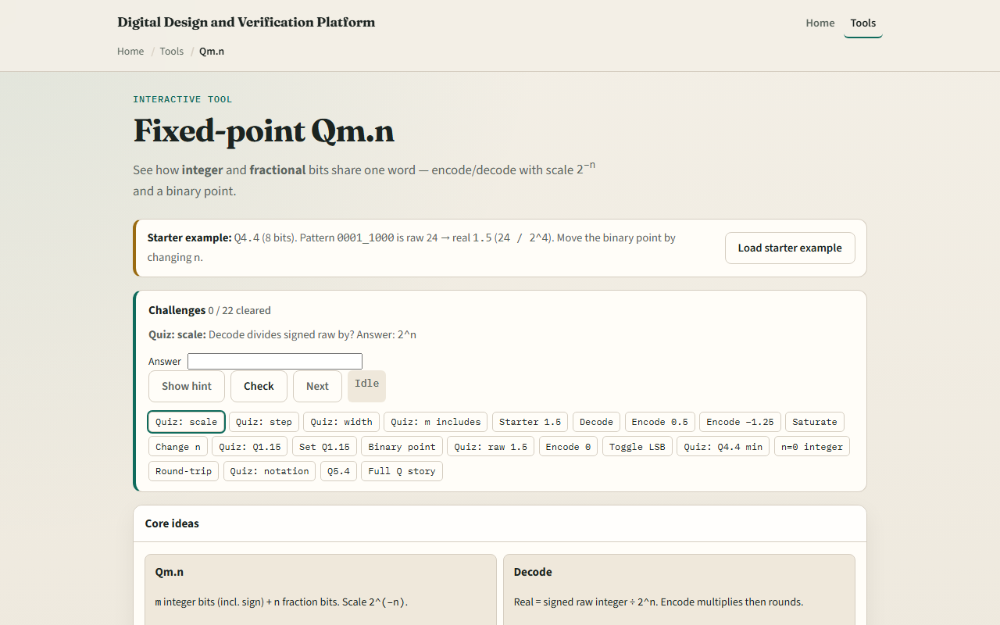 Digital Design and Verification Platform
Home Tools
Home / Tools / Qm.n
INTERACTIVE TOOL
Fixed-point Qm.n
See how integer and fractional bits share one word — encode/decode with scale 2^−n
and a binary point.
Starter example: Q4.4 (8 bits). Pattern 0001_1000 is raw 24 → real 1.5 (24 / 2^4). Move the binary point by
changing n.
Load starter example
Challenges 0 / 22 cleared
Quiz: scale: Decode divides signed raw by? Answer: 2^n
Answer
Show hint Check Next Idle
Quiz: scale Quiz: step Quiz: width Quiz: m includes Starter 1.5 Decode Encode 0.5 Encode −1.25 Saturate
Change n Quiz: Q1.15 Set Q1.15 Binary point Quiz: raw 1.5 Encode 0 Toggle LSB Quiz: Q4.4 min n=0 integer
Round-trip Quiz: notation Q5.4 Full Q story
Core ideas
Qm.n
m integer bits (incl. sign) + n fraction bits. Scale 2^(−n).
Decode
Real = signed raw integer ÷ 2^n. Encode multiplies then rounds.